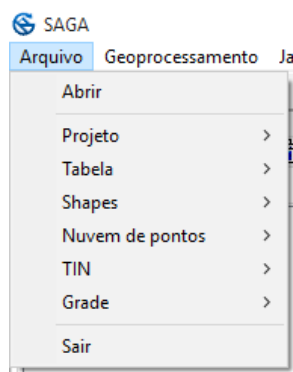 SAGA
Arquivo Geoprocessamento Ja
Abrir
Projeto
Tabela
Shapes
Nuvem de pontos
TIN
Grade
Sair